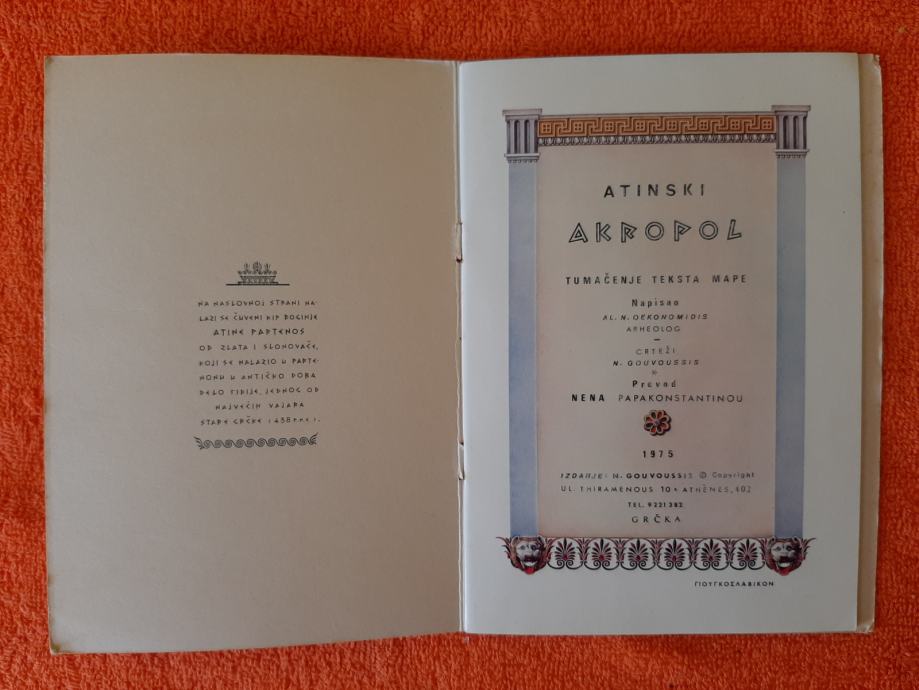 NA NASLOVNOJ STRANI NA-
LAZI SE ČUVENI KIP BOGINJE
ATINE PARTENOS
OD ZLATA I SLONOVAČE,
KOJI SE NALAZIO U PARTE-
NONU U ANTIČKO DOBA
DELO FIDIJE, JEDNOG OD
NAJVEĆIH VAJARA
STARE GRČKE (438 P.N.E.).
ATINSKI
AKROPOL
TUMAČENJE TEKSTA MAPE
Napisao
AL. N. OEKONOMIDIS
ARHEOLOG
CRTEŽI
N. GOUVOUSSIS
Prevod
NENA PAPAKONSTANTINOU
1975
IZDANJE: N. GOUVOUSSIS © Copyright
UL. THIRAMENOUS 10 - ATHÈNES, 402
TEL. 9221382
GRČKA
ΓΙΟΥΓΚΟΣΛΑΒΙΚΟΝ